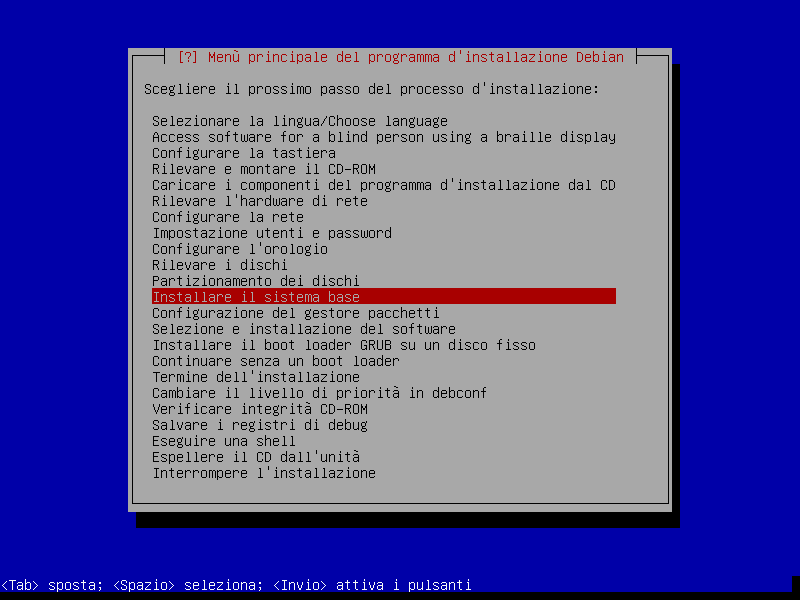 [?] Menù principale del programma d'installazione Debian
Scegliere il prossimo passo del processo d'installazione:
Selezionare la lingua/Choose language
Access software for a blind person using a braille display
Configurare la tastiera
Rilevare e montare il CD-ROM
Caricare i componenti del programma d'installazione dal CD
Rilevare l'hardware di rete
Configurare la rete
Impostazione utenti e password
Configurare l'orologio
Rilevare i dischi
Partizionamento dei dischi
Installare il sistema base
Configurazione del gestore pacchetti
Selezione e installazione del software
Installare il boot loader GRUB su un disco fisso
Continuare senza un boot loader
Termine dell'installazione
Cambiare il livello di priorità in debconf
Verificare integrità CD-ROM
Salvare i registri di debug
Eseguire una shell
Espellere il CD dall'unità
Interrompere l'installazione
<Tab> sposta; <Spazio> seleziona; <Invio> attiva i pulsanti